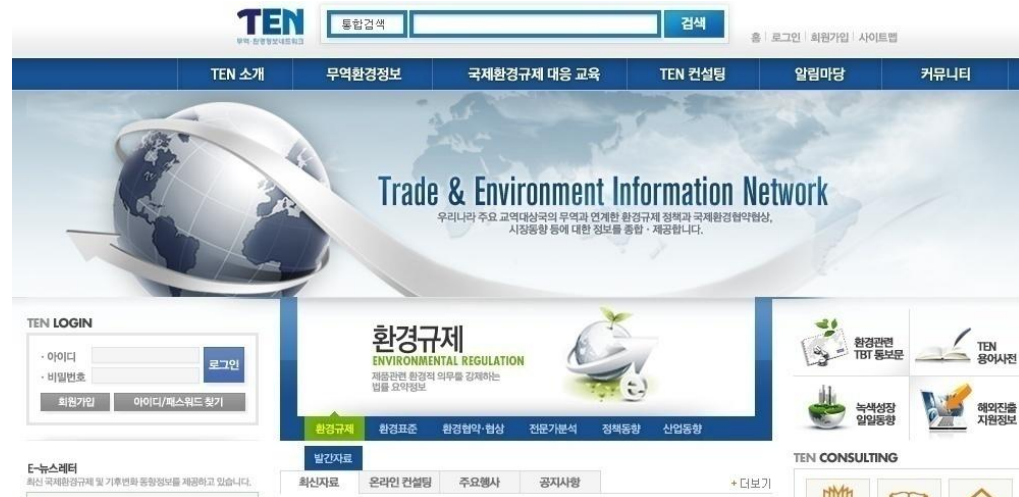 TEN
무역·환경정보네트워크
통합검색
검색
홈 | 로그인 | 회원가입 | 사이트맵
TEN 소개
무역환경정보
국제환경규제 대응 교육
TEN 컨설팅
알림마당
커뮤니티
Trade & Environment Information Network
우리나라 주요 교역대상국의 무역과 연계한 환경규제 정책과 국제환경협약협상,
시장동향 등에 대한 정보를 종합·제공합니다.
TEN LOGIN
· 아이디
· 비밀번호
로그인
회원가입
아이디/패스워드 찾기
환경규제
ENVIRONMENTAL REGULATION
제품관련 환경적 의무를 강제하는
법률 요약정보
환경규제
환경표준
환경협약·협상
전문가분석
정책동향
산업동향
발간자료
환경관련
TBT 통보문
TEN
용어사전
녹색성장
일일동향
해외진출
지원정보
E-뉴스레터
최신 국제환경규제 및 기후변화 동향정보를 제공하고 있습니다.
최신자료
온라인 컨설팅
주요행사
공지사항
+ 더보기
TEN CONSULTING